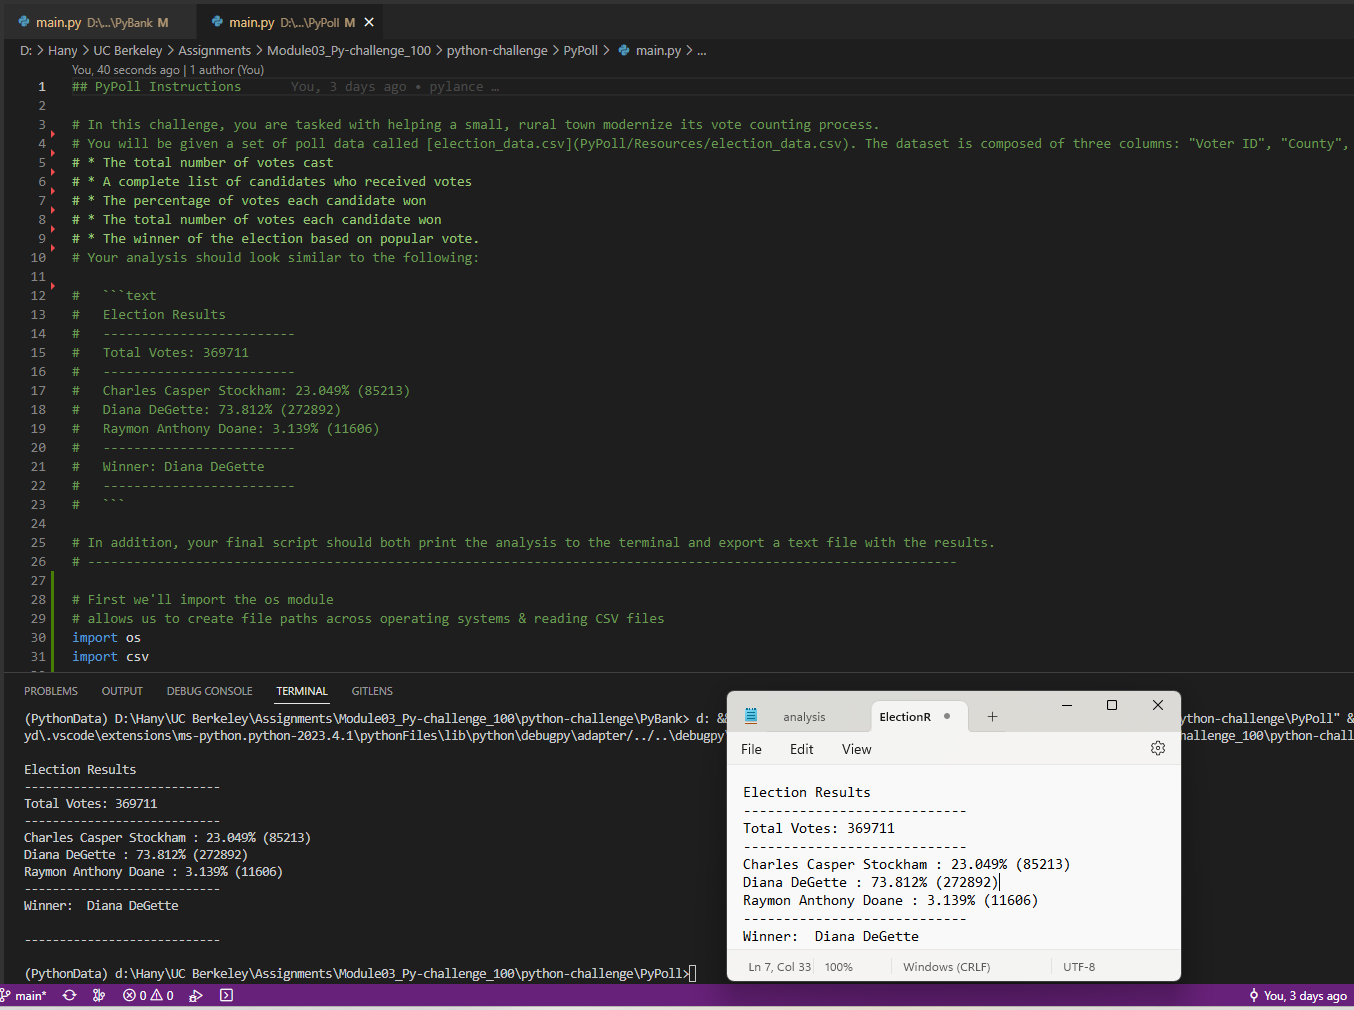 main.py D:\...\PyBank M main.py D:\...\PyPoll M
D: > Hany > UC Berkeley > Assignments > Module03_Py-challenge_100 > python-challenge > PyPoll > main.py > ...
You, 40 seconds ago | 1 author (You)
1 ## PyPoll Instructions You, 3 days ago • pylance …
2
3 # In this challenge, you are tasked with helping a small, rural town modernize its vote counting process.
4 # You will be given a set of poll data called [election_data.csv](PyPoll/Resources/election_data.csv). The dataset is composed of three columns: "Voter ID", "County",
5 # * The total number of votes cast
6 # * A complete list of candidates who received votes
7 # * The percentage of votes each candidate won
8 # * The total number of votes each candidate won
9 # * The winner of the election based on popular vote.
10 # Your analysis should look similar to the following:
11
12 # ```text
13 # Election Results
14 # -------------------------
15 # Total Votes: 369711
16 # -------------------------
17 # Charles Casper Stockham: 23.049% (85213)
18 # Diana DeGette: 73.812% (272892)
19 # Raymon Anthony Doane: 3.139% (11606)
20 # -------------------------
21 # Winner: Diana DeGette
22 # -------------------------
23 # ```
24
25 # In addition, your final script should both print the analysis to the terminal and export a text file with the results.
26 # -----------------------------------------------------------------------------------------------------------------
27
28 # First we'll import the os module
29 # allows us to create file paths across operating systems & reading CSV files
30 import os
31 import csv
PROBLEMS OUTPUT DEBUG CONSOLE TERMINAL GITLENS
(PythonData) D:\Hany\UC Berkeley\Assignments\Module03_Py-challenge_100\python-challenge\PyBank> d: && ython-challenge\PyPoll" &
yd\.vscode\extensions\ms-python.python-2023.4.1\pythonFiles\lib\python\debugpy\adapter/../..\debugpy\ hallenge_100\python-chall
Election Results
----------------------------
Total Votes: 369711
----------------------------
Charles Casper Stockham : 23.049% (85213)
Diana DeGette : 73.812% (272892)
Raymon Anthony Doane : 3.139% (11606)
----------------------------
Winner:  Diana DeGette
----------------------------
(PythonData) d:\Hany\UC Berkeley\Assignments\Module03_Py-challenge_100\python-challenge\PyPoll>
analysis ElectionR
File Edit View
Election Results
----------------------------
Total Votes: 369711
----------------------------
Charles Casper Stockham : 23.049% (85213)
Diana DeGette : 73.812% (272892)
Raymon Anthony Doane : 3.139% (11606)
----------------------------
Winner:  Diana DeGette
Ln 7, Col 33 100% Windows (CRLF) UTF-8
main* 0 0 You, 3 days ago